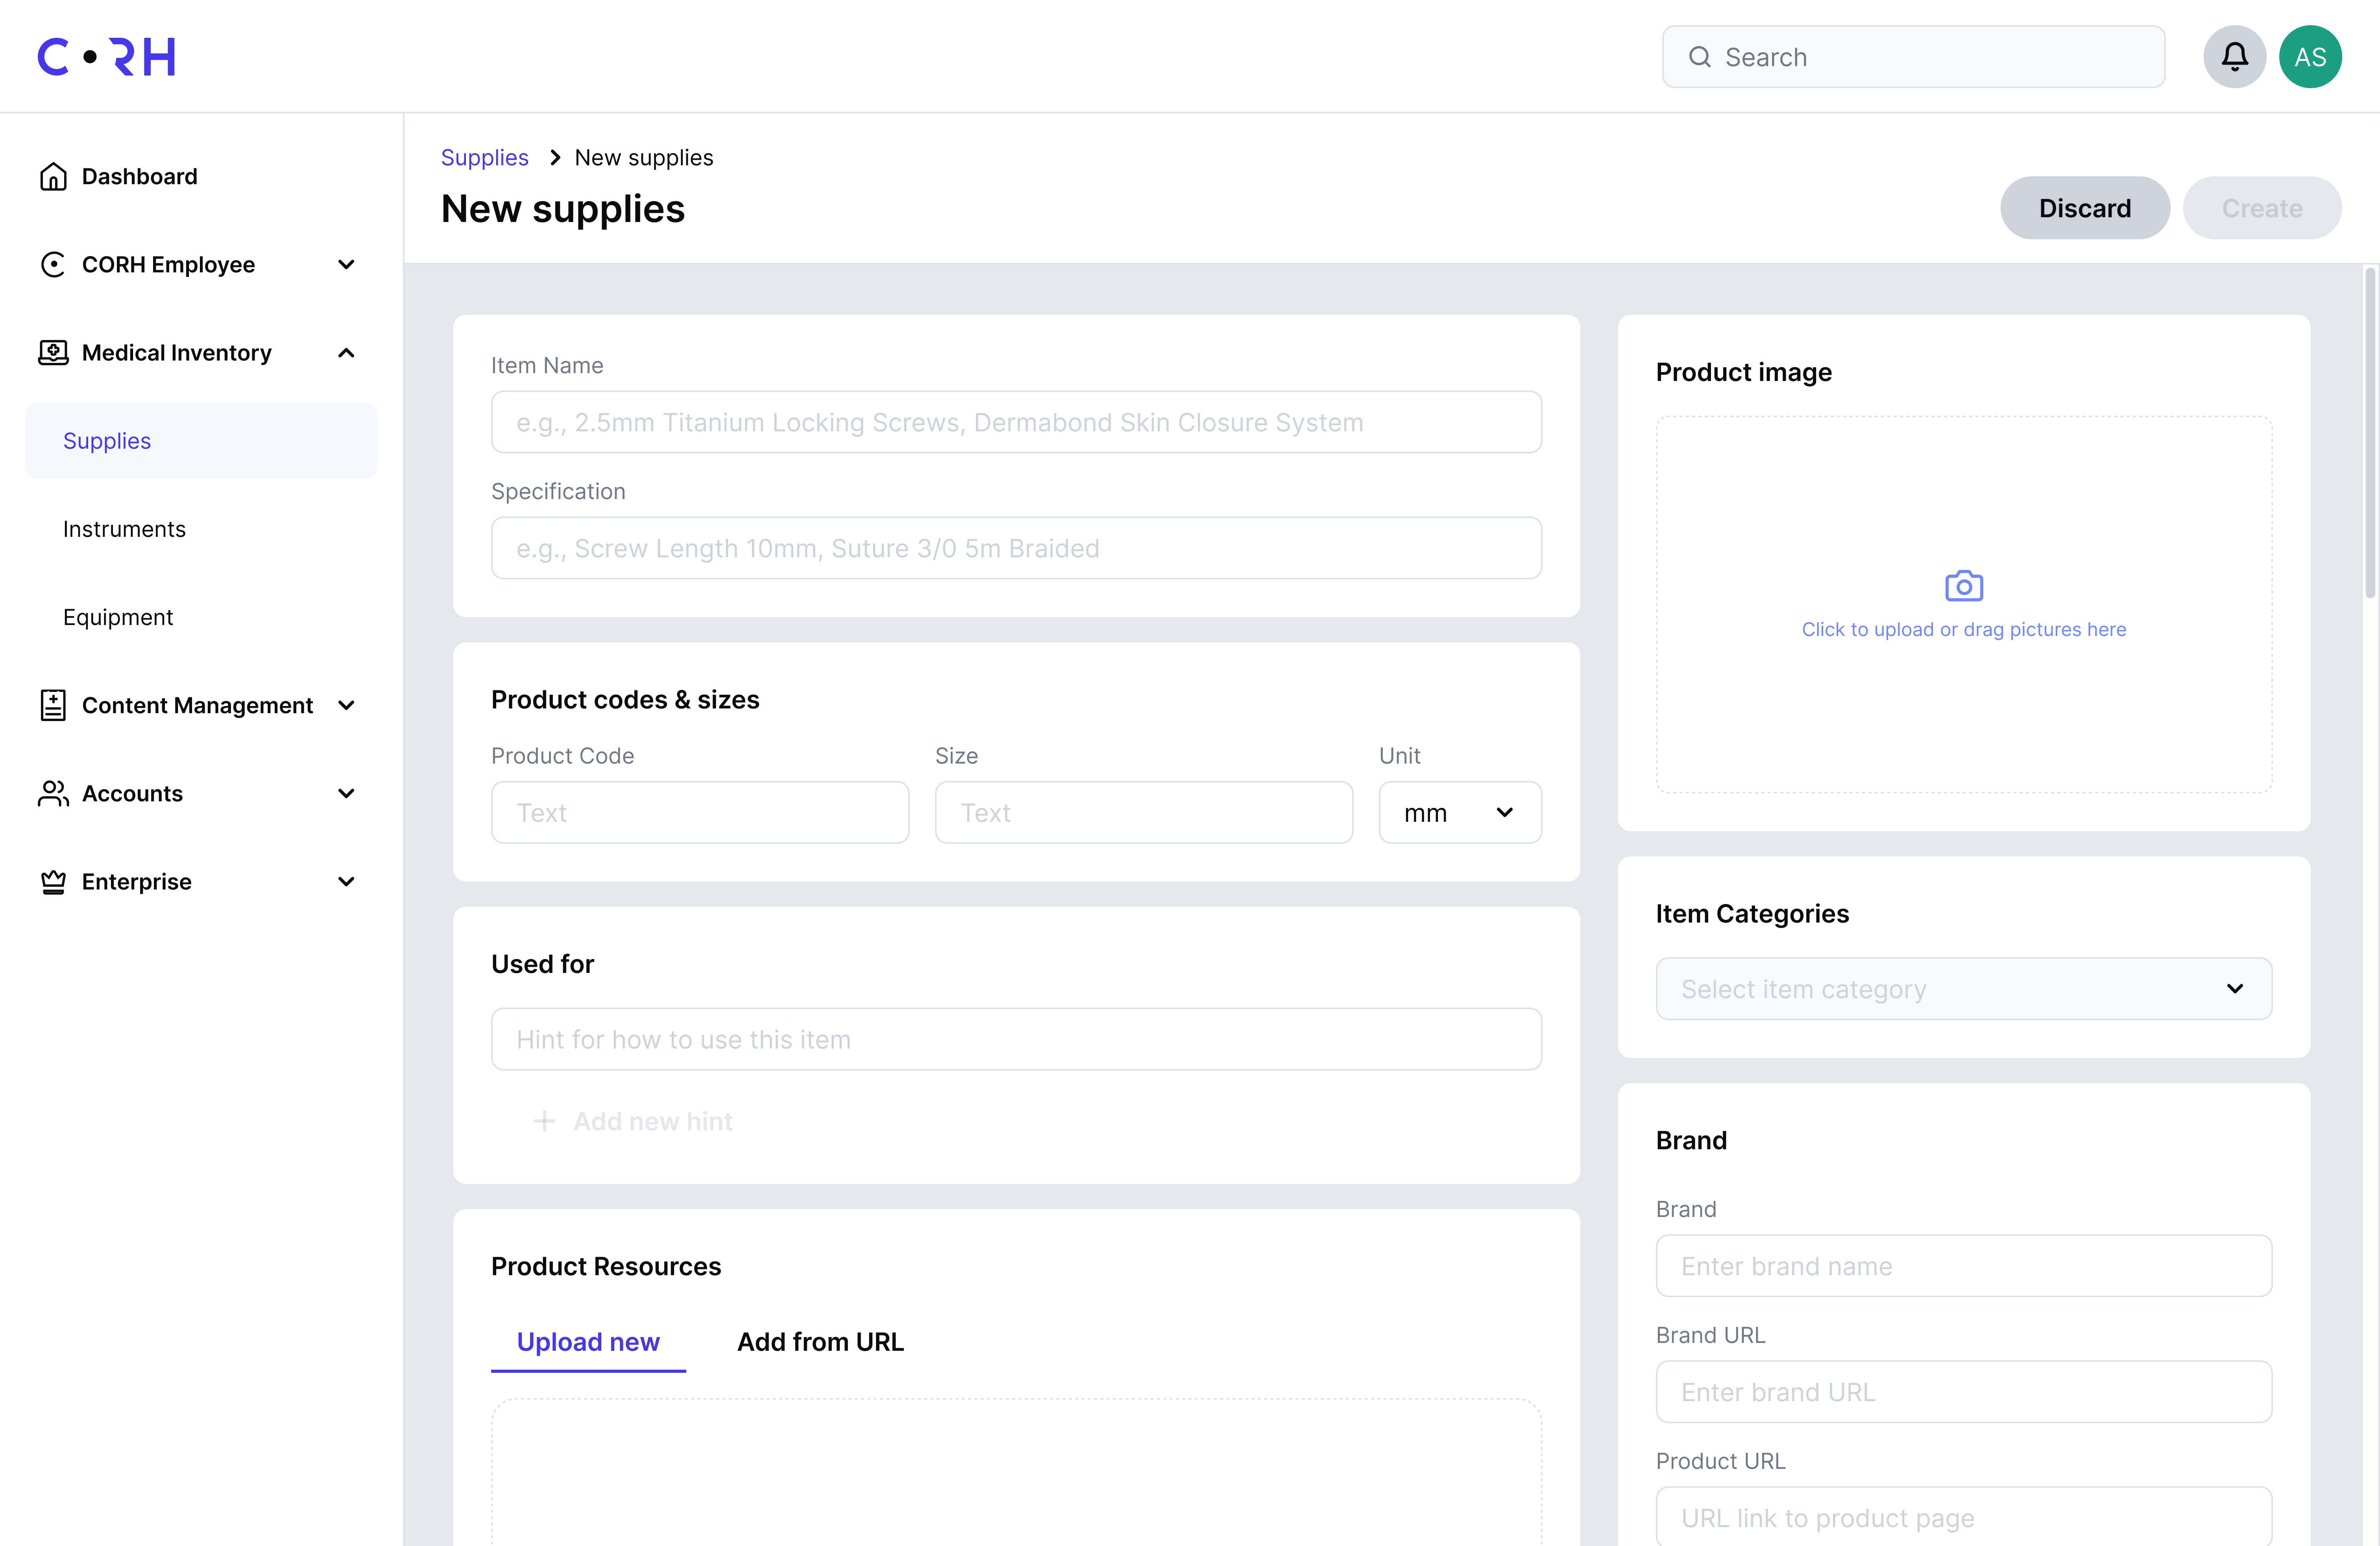 C•RH
Search
AS
Dashboard
CORH Employee
Medical Inventory
Supplies
Instruments
Equipment
Content Management
Accounts
Enterprise
Supplies > New supplies
New supplies
Discard
Create
Item Name
e.g., 2.5mm Titanium Locking Screws, Dermabond Skin Closure System
Specification
e.g., Screw Length 10mm, Suture 3/0 5m Braided
Product codes & sizes
Product Code
Size
Unit
Text
Text
mm
Used for
Hint for how to use this item
Add new hint
Product Resources
Upload new
Add from URL
Product image
Click to upload or drag pictures here
Item Categories
Select item category
Brand
Brand
Enter brand name
Brand URL
Enter brand URL
Product URL
URL link to product page